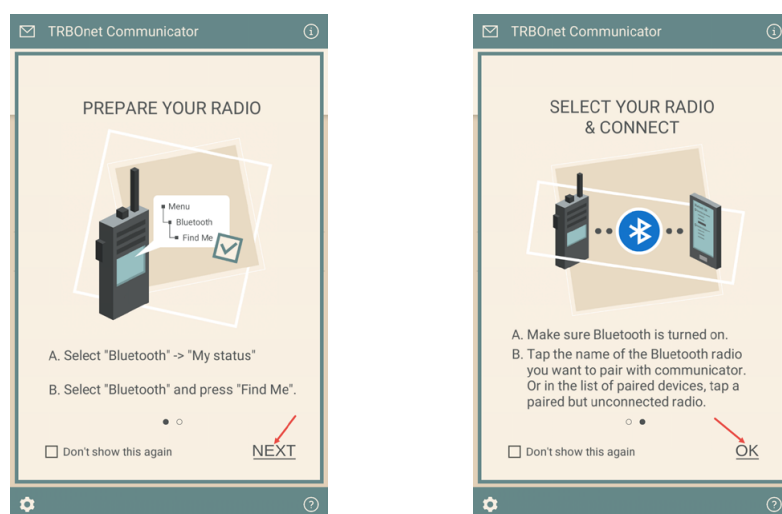 TRBOnet Communicator
PREPARE YOUR RADIO
Menu
Bluetooth
Find Me
A. Select "Bluetooth" -> "My status"
B. Select "Bluetooth" and press "Find Me".
Don't show this again
NEXT
TRBOnet Communicator
SELECT YOUR RADIO
& CONNECT
A. Make sure Bluetooth is turned on.
B. Tap the name of the Bluetooth radio
you want to pair with communicator.
Or in the list of paired devices, tap a
paired but unconnected radio.
Don't show this again
OK